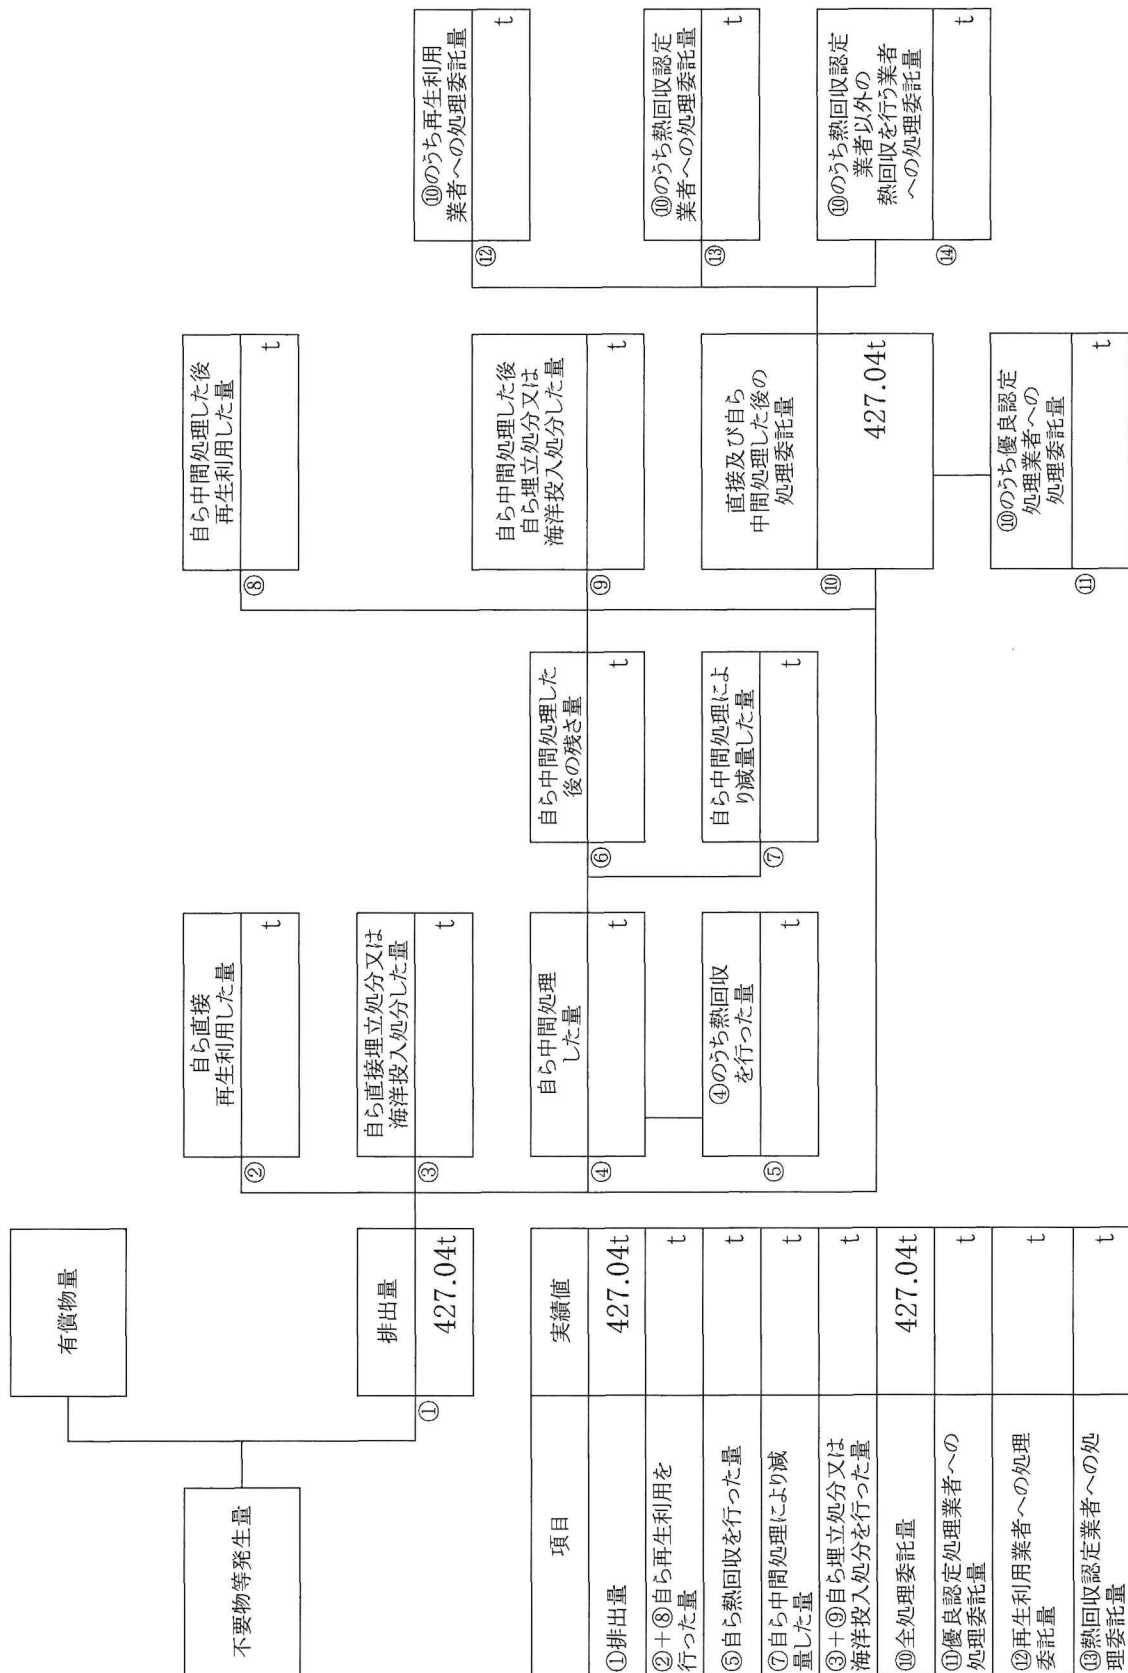 不要物等発生量
有償物量
排出量
①
427.04t
自ら直接
再生利用した量
②
t
自ら直接埋立処分又は
海洋投入処分した量
③
t
自ら中間処理
した量
④
t
④のうち熱回収
を行った量
⑤
t
自ら中間処理した
後の残さ量
⑥
t
自ら中間処理によ
り減量した量
⑦
t
自ら中間処理した後
再生利用した量
⑧
t
自ら中間処理した後
自ら埋立処分又は
海洋投入処分した量
⑨
t
直接及び自ら
中間処理した後の
処理委託量
⑩
427.04t
⑩のうち優良認定
処理業者への
処理委託量
⑪
t
⑩のうち再生利用
業者への処理委託量
⑫
t
⑩のうち熱回収認定
業者への処理委託量
⑬
t
⑩のうち熱回収認定
業者以外の
熱回収を行う業者
への処理委託量
⑭
t
項目 実績値
①排出量 427.04t
②+⑧自ら再生利用を
行った量 t
⑤自ら熱回収を行った量 t
⑦自ら中間処理により減
量した量 t
③+⑨自ら埋立処分又は
海洋投入処分を行った量 t
⑩全処理委託量 427.04t
⑪優良認定処理業者への
処理委託量 t
⑫再生利用業者への処理
委託量 t
⑬熱回収認定業者への処
理委託量 t